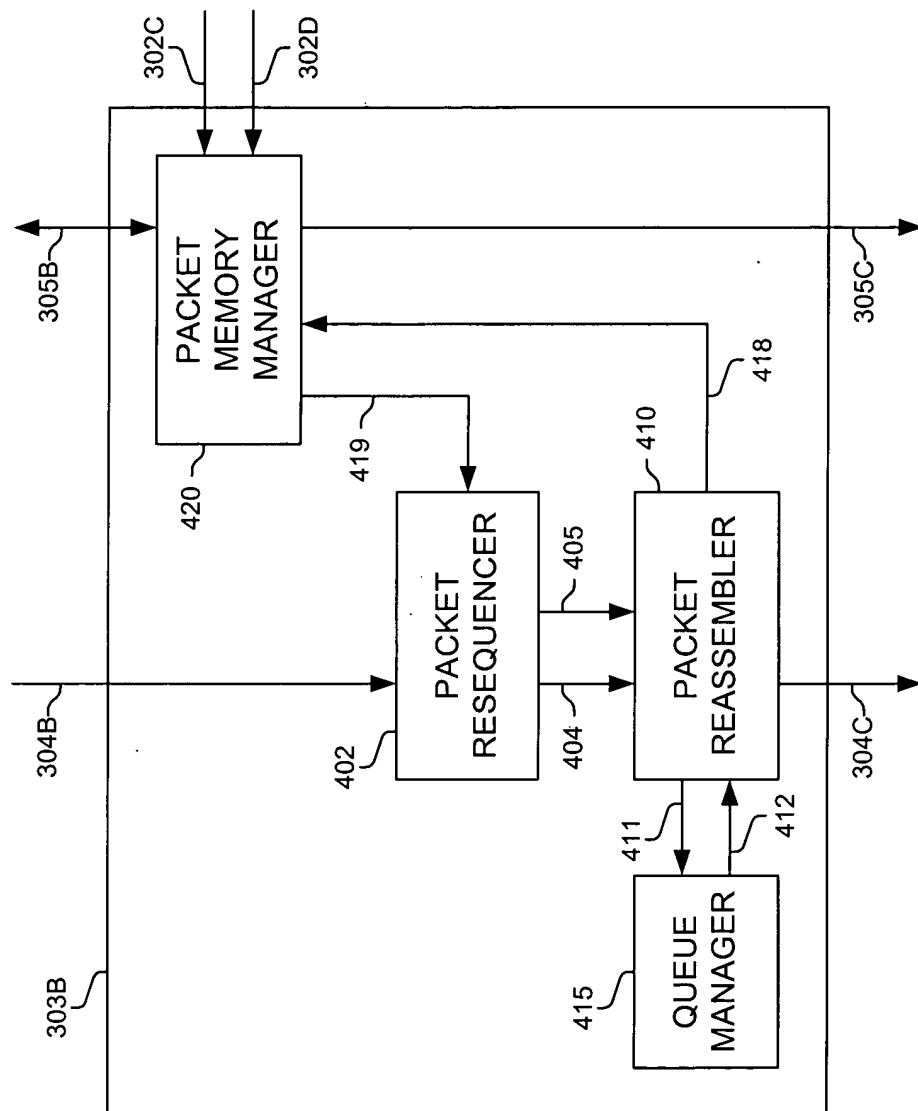 303B
304B
305B
302C
302D
420
PACKET
MEMORY
MANAGER
419
402
PACKET
RESEQUENCER
404
405
415
QUEUE
MANAGER
411
412
410
PACKET
REASSEMBLER
418
304C
305C